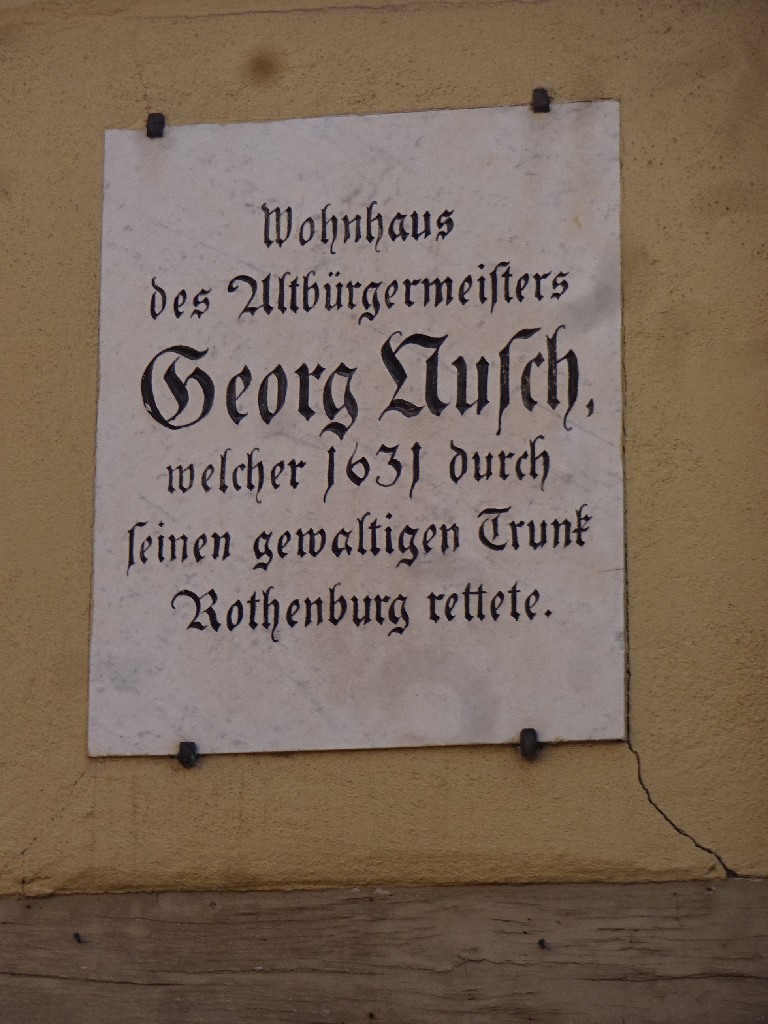 Wohnhaus
des Altbürgermeiſters
Georg Nuſch,
welcher 1631 durch
ſeinen gewaltigen Trunk
Rothenburg rettete.